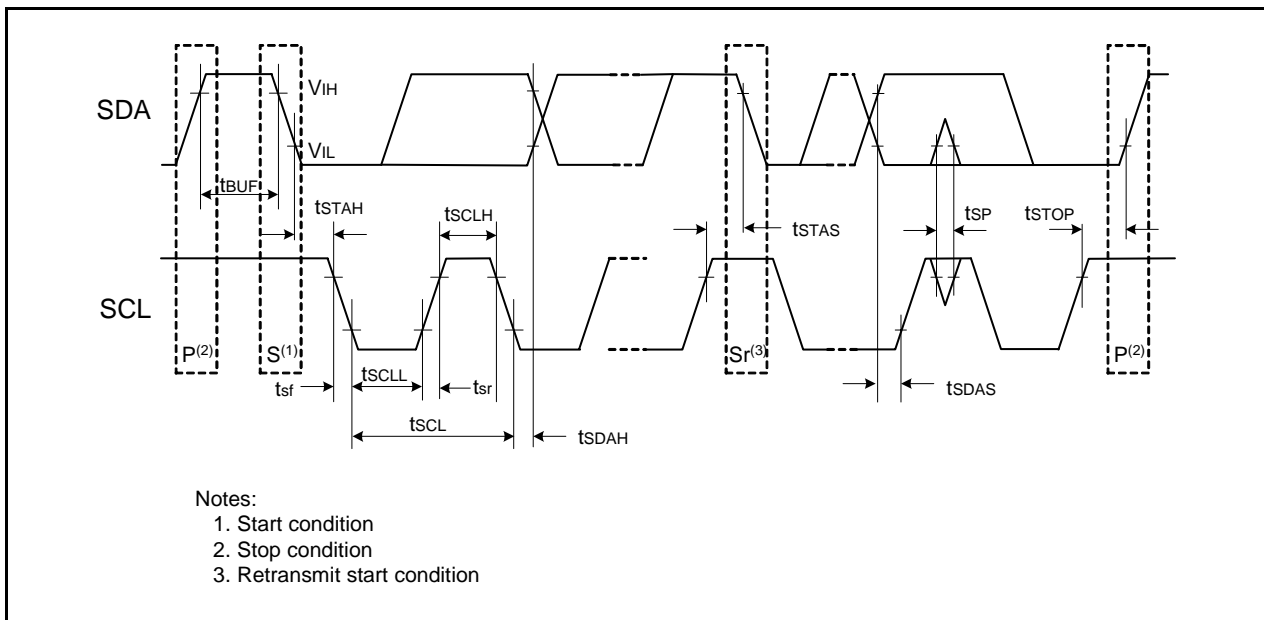 SDA
VIH
VIL
tBUF
tSTAH
tSCLH
tSTAS
tSP
tSTOP
SCL
P(2)
S(1)
Sr(3)
P(2)
tsf
tSCLL
tsr
tSCL
tSDAH
tSDAS
Notes:
1. Start condition
2. Stop condition
3. Retransmit start condition